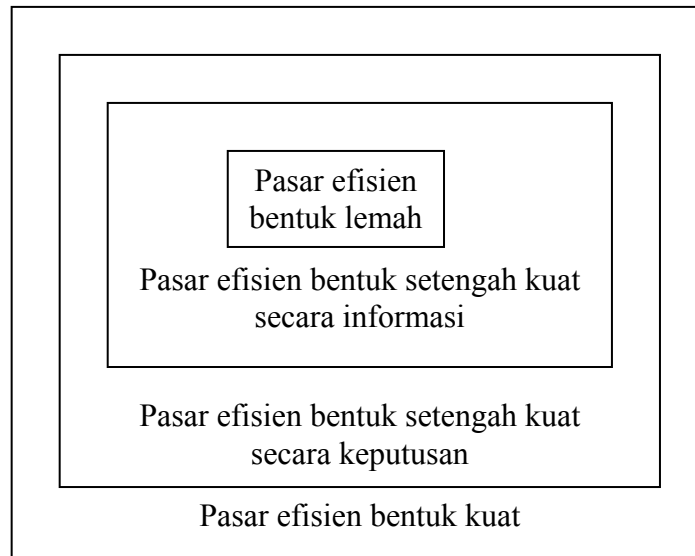 Pasar efisien
bentuk lemah
Pasar efisien bentuk setengah kuat
secara informasi
Pasar efisien bentuk setengah kuat
secara keputusan
Pasar efisien bentuk kuat